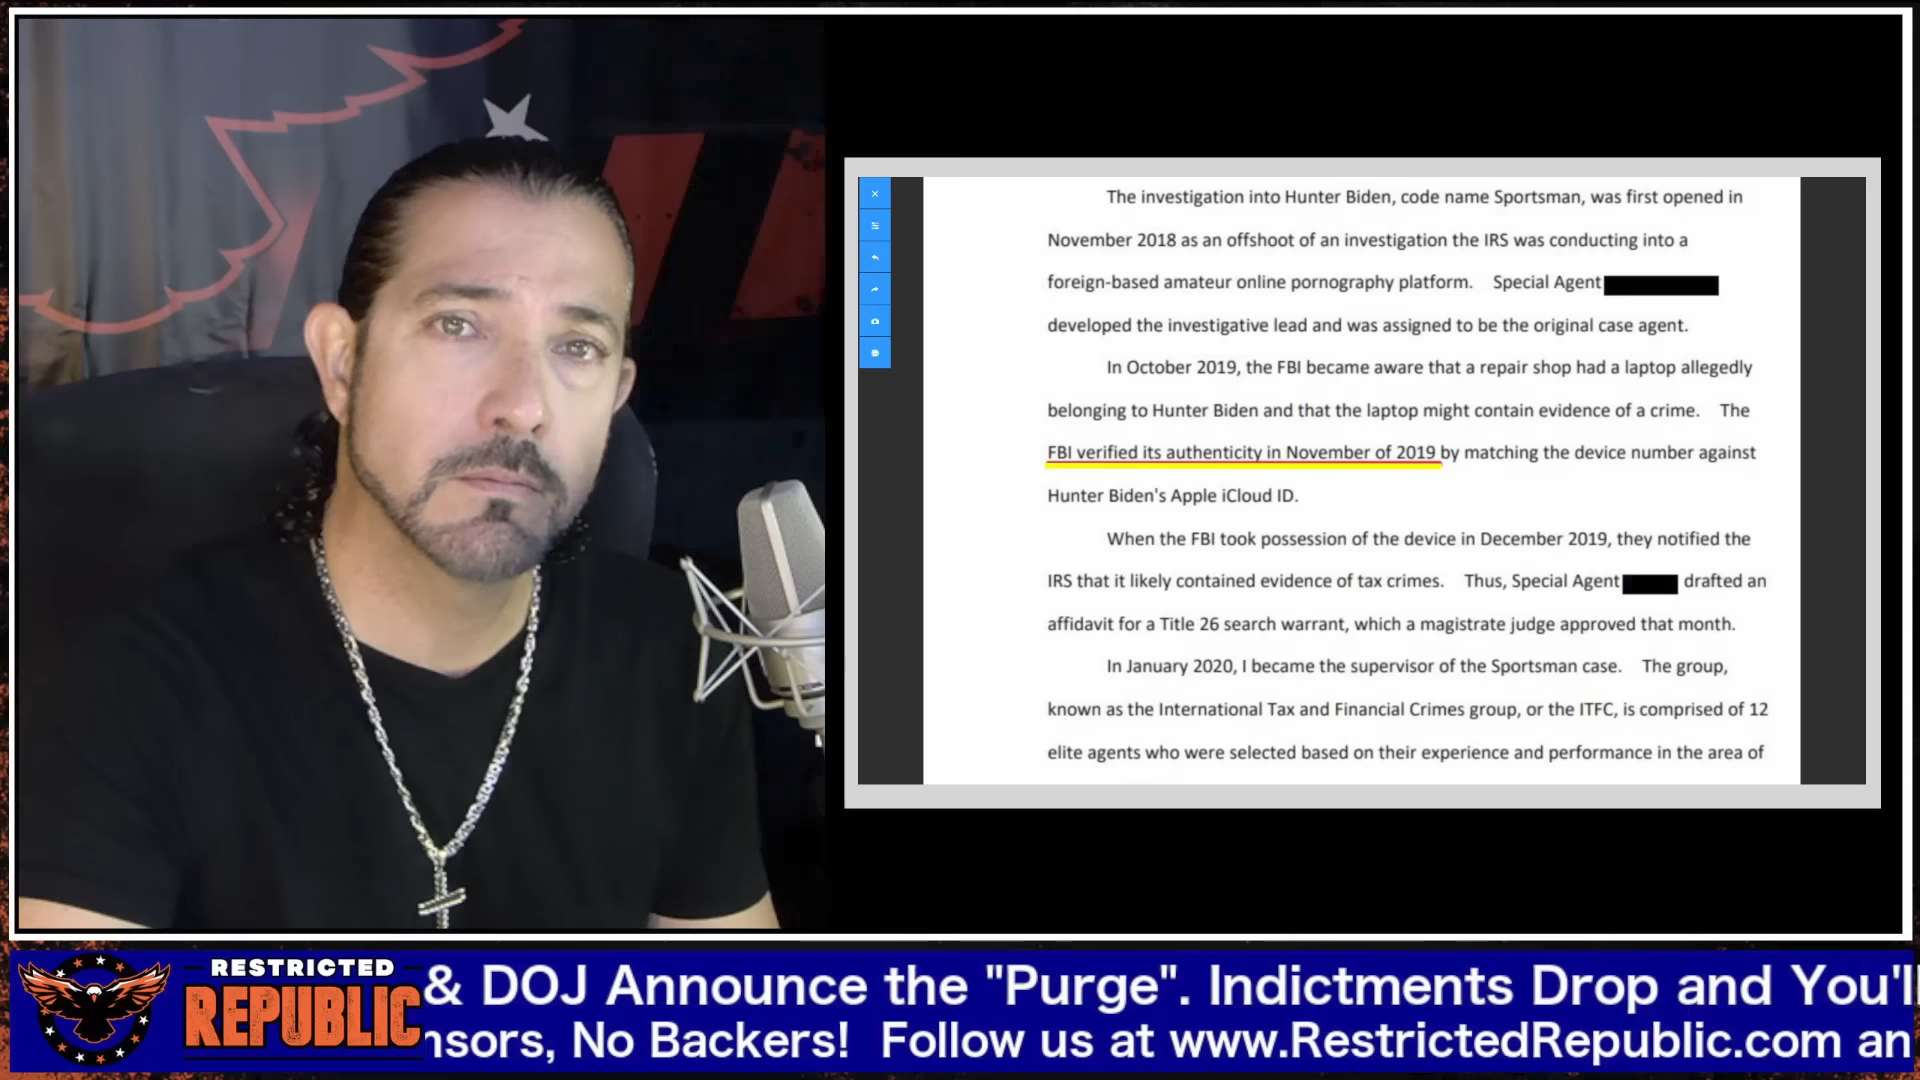 The investigation into Hunter Biden, code name Sportsman, was first opened in
November 2018 as an offshoot of an investigation the IRS was conducting into a
foreign-based amateur online pornography platform. Special Agent
developed the investigative lead and was assigned to be the original case agent.
In October 2019, the FBI became aware that a repair shop had a laptop allegedly
belonging to Hunter Biden and that the laptop might contain evidence of a crime. The
FBI verified its authenticity in November of 2019 by matching the device number against
Hunter Biden's Apple iCloud ID.
When the FBI took possession of the device in December 2019, they notified the
IRS that it likely contained evidence of tax crimes. Thus, Special Agent drafted an
affidavit for a Title 26 search warrant, which a magistrate judge approved that month.
In January 2020, I became the supervisor of the Sportsman case. The group,
known as the International Tax and Financial Crimes group, or the ITFC, is comprised of 12
elite agents who were selected based on their experience and performance in the area of
RESTRICTED
REPUBLIC
& DOJ Announce the "Purge". Indictments Drop and You'll
nsors, No Backers! Follow us at www.RestrictedRepublic.com an